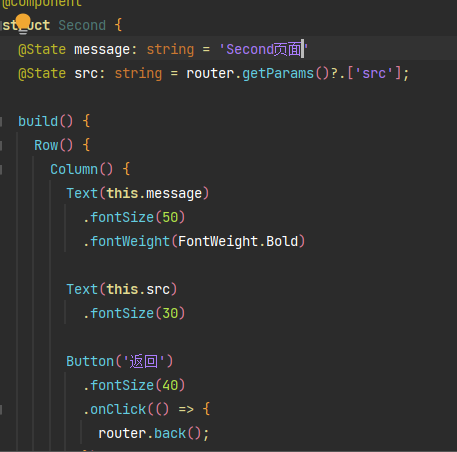 @Component
struct Second {
@State message: string = 'Second页面'
@State src: string = router.getParams()?.['src'];
build() {
Row() {
Column() {
Text(this.message)
.fontSize(50)
.fontWeight(FontWeight.Bold)
Text(this.src)
.fontSize(30)
Button('返回')
.fontSize(40)
.onClick(() => {
router.back();